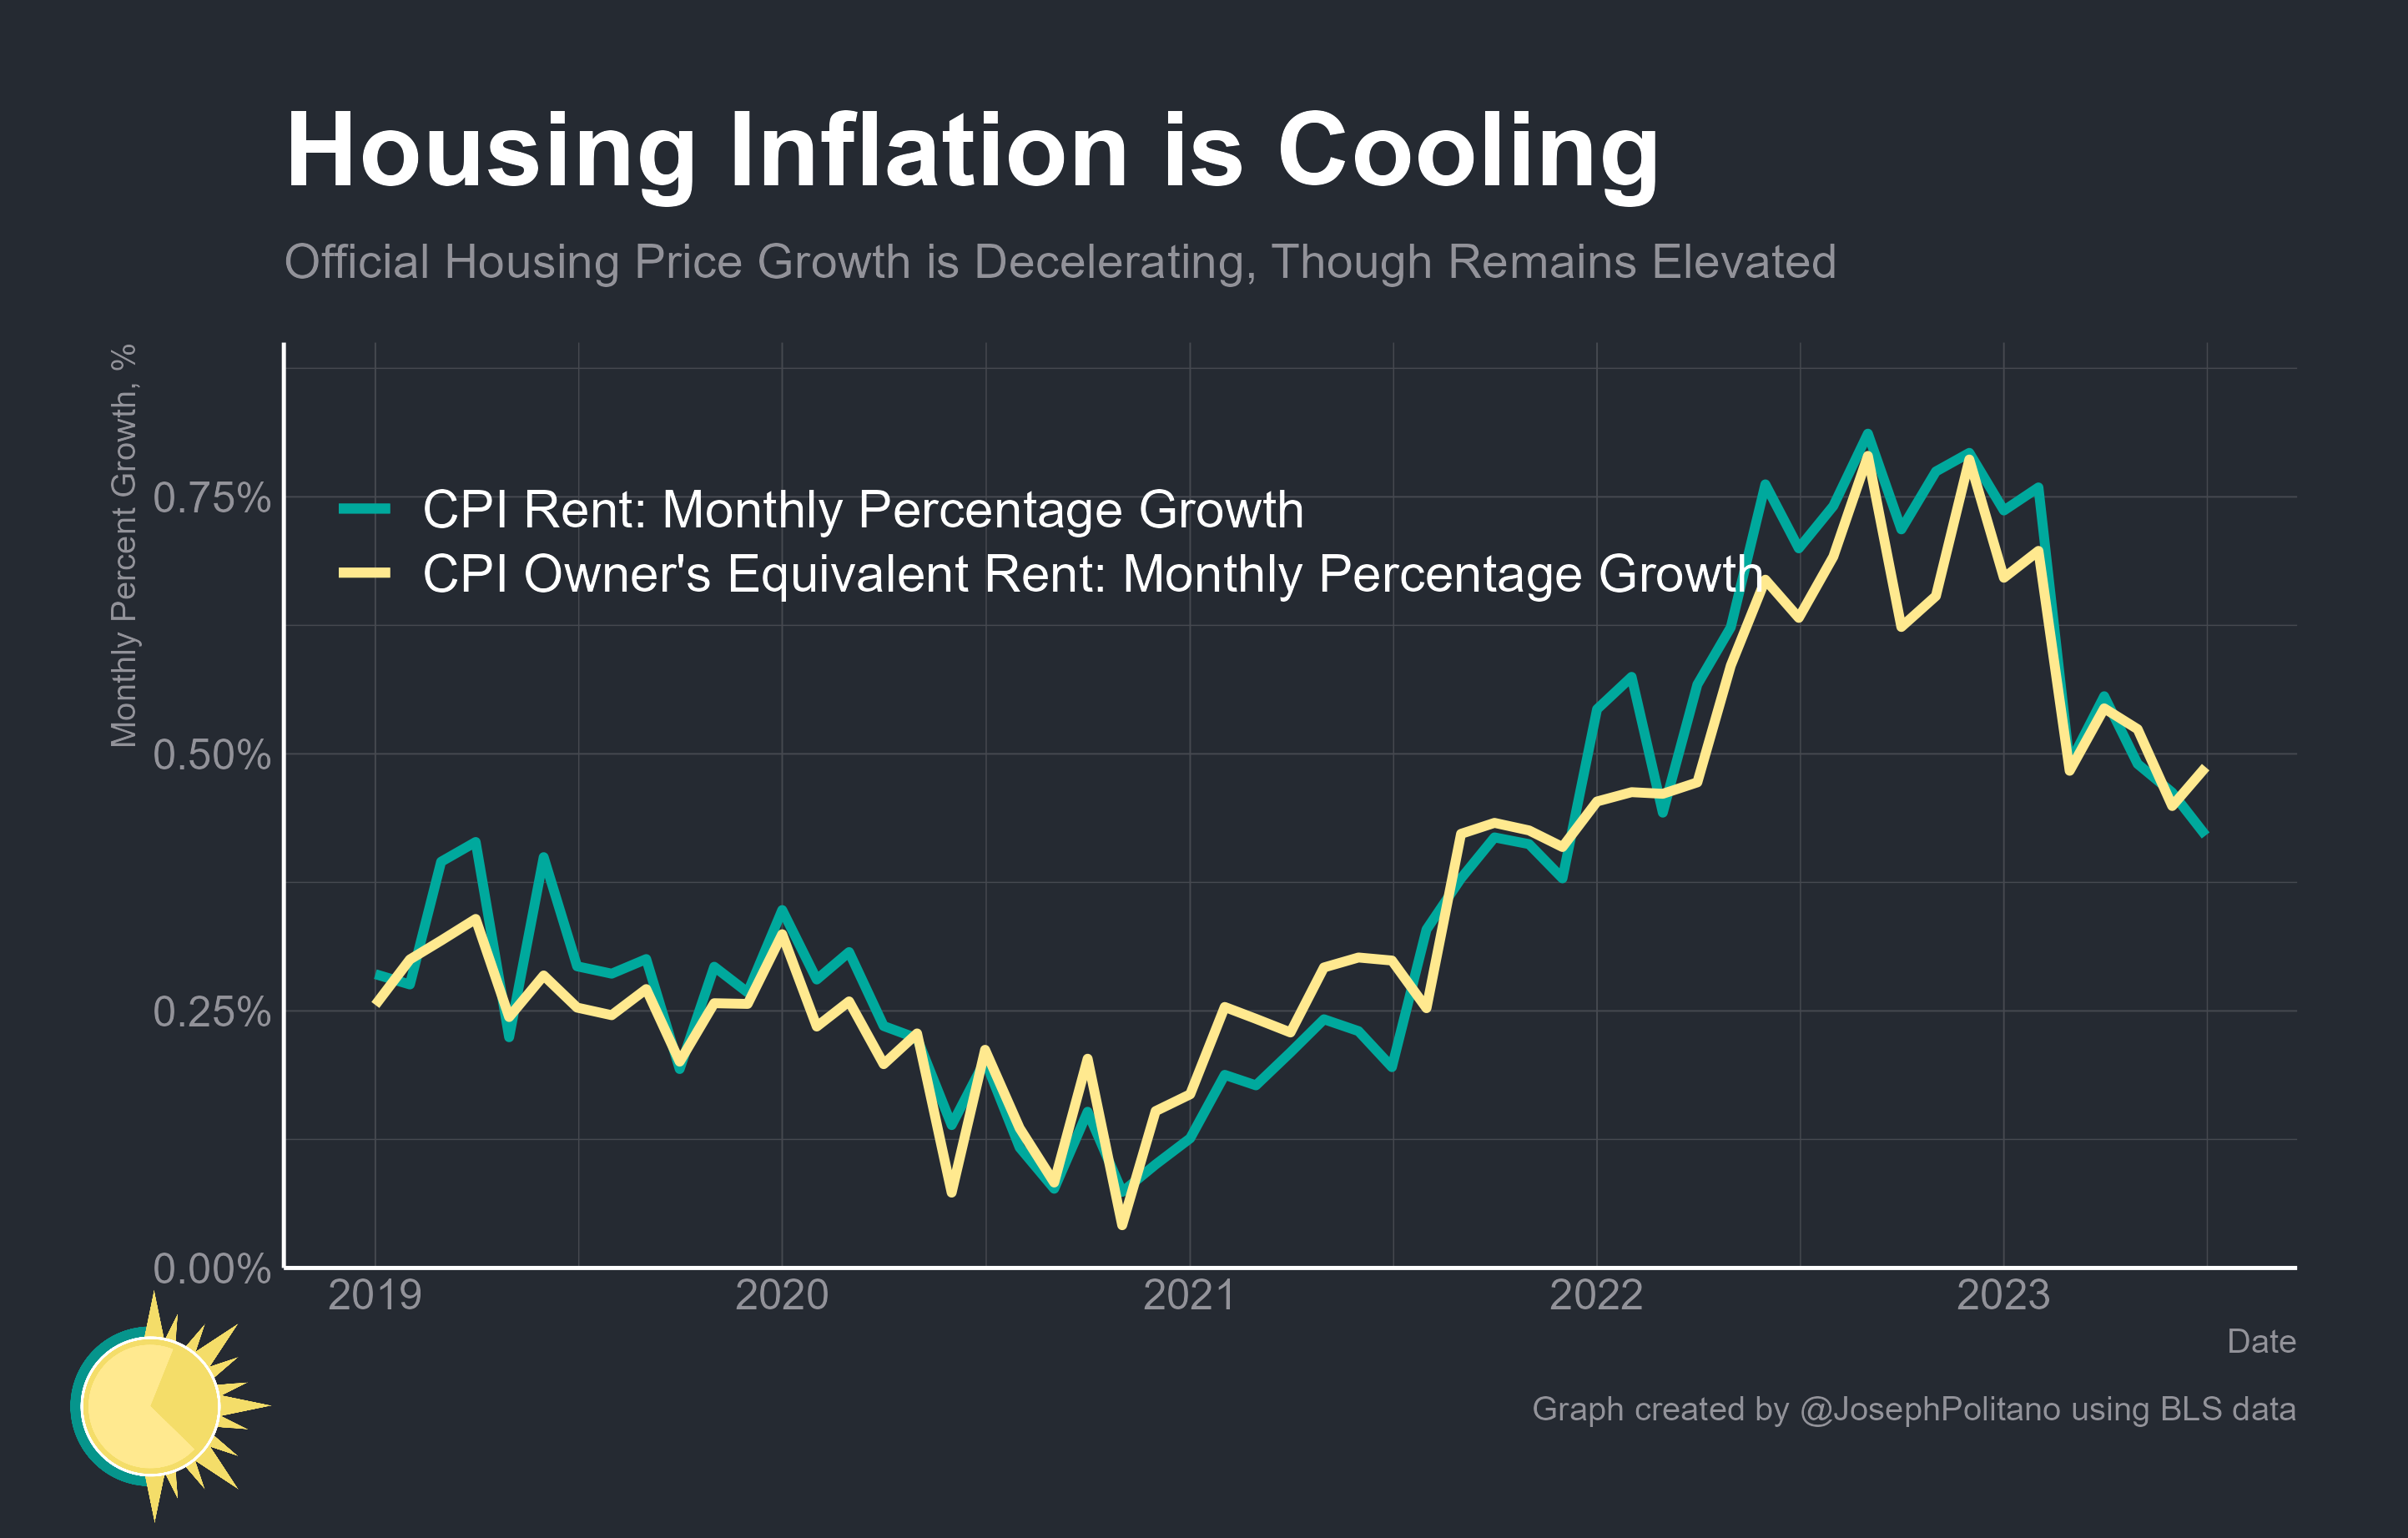 Housing Inflation is Cooling
Official Housing Price Growth is Decelerating, Though Remains Elevated
Monthly Percent Growth, %
CPI Rent: Monthly Percentage Growth
CPI Owner's Equivalent Rent: Monthly Percentage Growth
0.75%
0.50%
0.25%
0.00%
2019 2020 2021 2022 2023
Date
Graph created by @JosephPolitano using BLS data